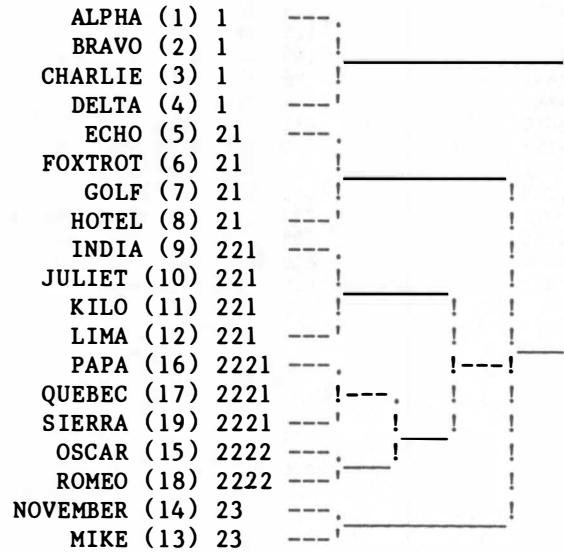 ALPHA (1) 1
BRAVO (2) 1
CHARLIE (3) 1
DELTA (4) 1
ECHO (5) 21
FOXTROT (6) 21
GOLF (7) 21
HOTEL (8) 21
INDIA (9) 221
JULIET (10) 221
KILO (11) 221
LIMA (12) 221
PAPA (16) 2221
QUEBEC (17) 2221
SIERRA (19) 2221
OSCAR (15) 2222
ROMEO (18) 2222
NOVEMBER (14) 23
MIKE (13) 23